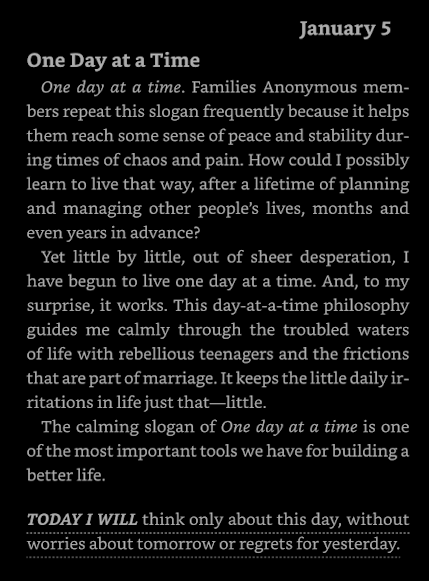 January 5
One Day at a Time
One day at a time. Families Anonymous mem-
bers repeat this slogan frequently because it helps
them reach some sense of peace and stability dur-
ing times of chaos and pain. How could I possibly
learn to live that way, after a lifetime of planning
and managing other people’s lives, months and
even years in advance?
Yet little by little, out of sheer desperation, I
have begun to live one day at a time. And, to my
surprise, it works. This day-at-a-time philosophy
guides me calmly through the troubled waters
of life with rebellious teenagers and the frictions
that are part of marriage. It keeps the little daily ir-
ritations in life just that—little.
The calming slogan of One day at a time is one
of the most important tools we have for building a
better life.
TODAY I WILL think only about this day, without
worries about tomorrow or regrets for yesterday.